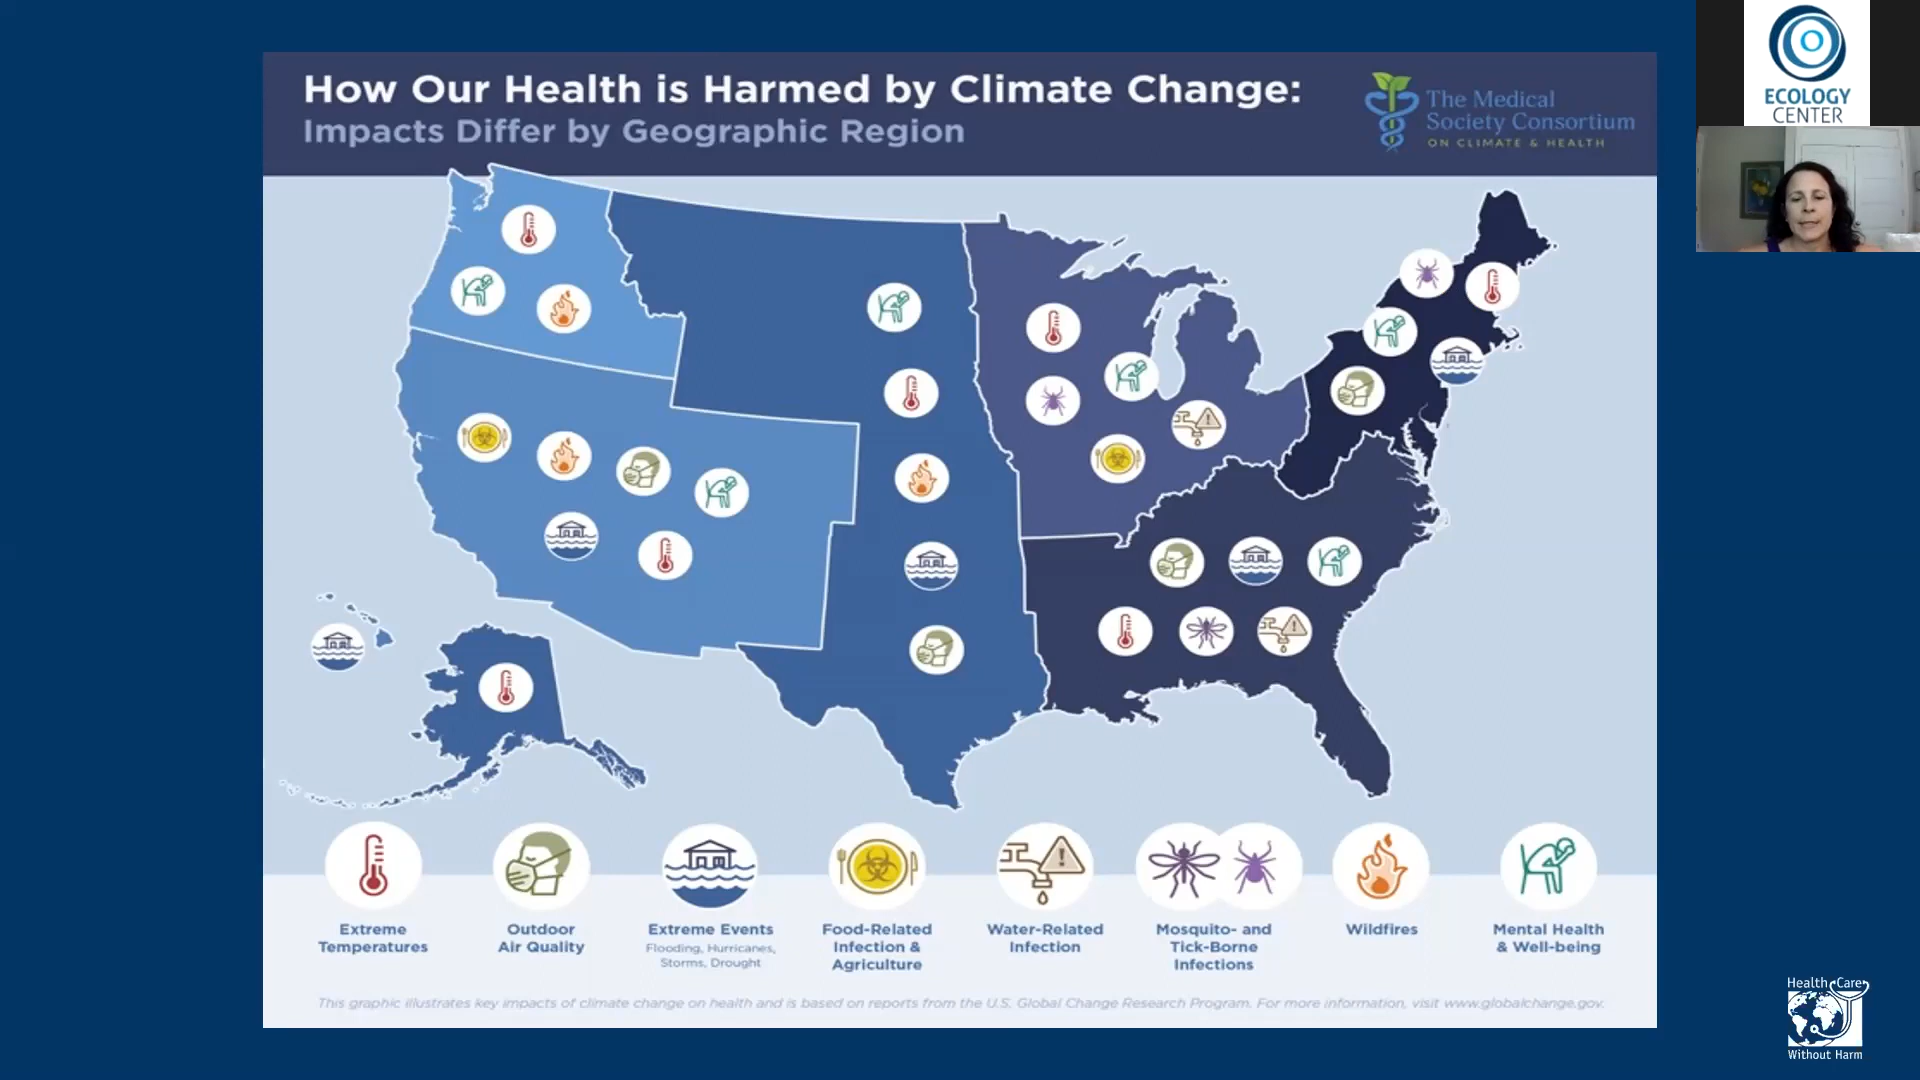 How Our Health is Harmed by Climate Change:
Impacts Differ by Geographic Region
The Medical
Society Consortium
ON CLIMATE & HEALTH
ECOLOGY
CENTER
Extreme
Temperatures
Outdoor
Air Quality
Extreme Events
Flooding, Hurricanes,
Storms, Drought
Food-Related
Infection &
Agriculture
Water-Related
Infection
Mosquito- and
Tick-Borne
Infections
Wildfires
Mental Health
& Well-being
This graphic illustrates key impacts of climate change on health and is based on reports from the U.S. Global Change Research Program. For more information, visit www.globalchange.gov.
Health Care
Without Harm